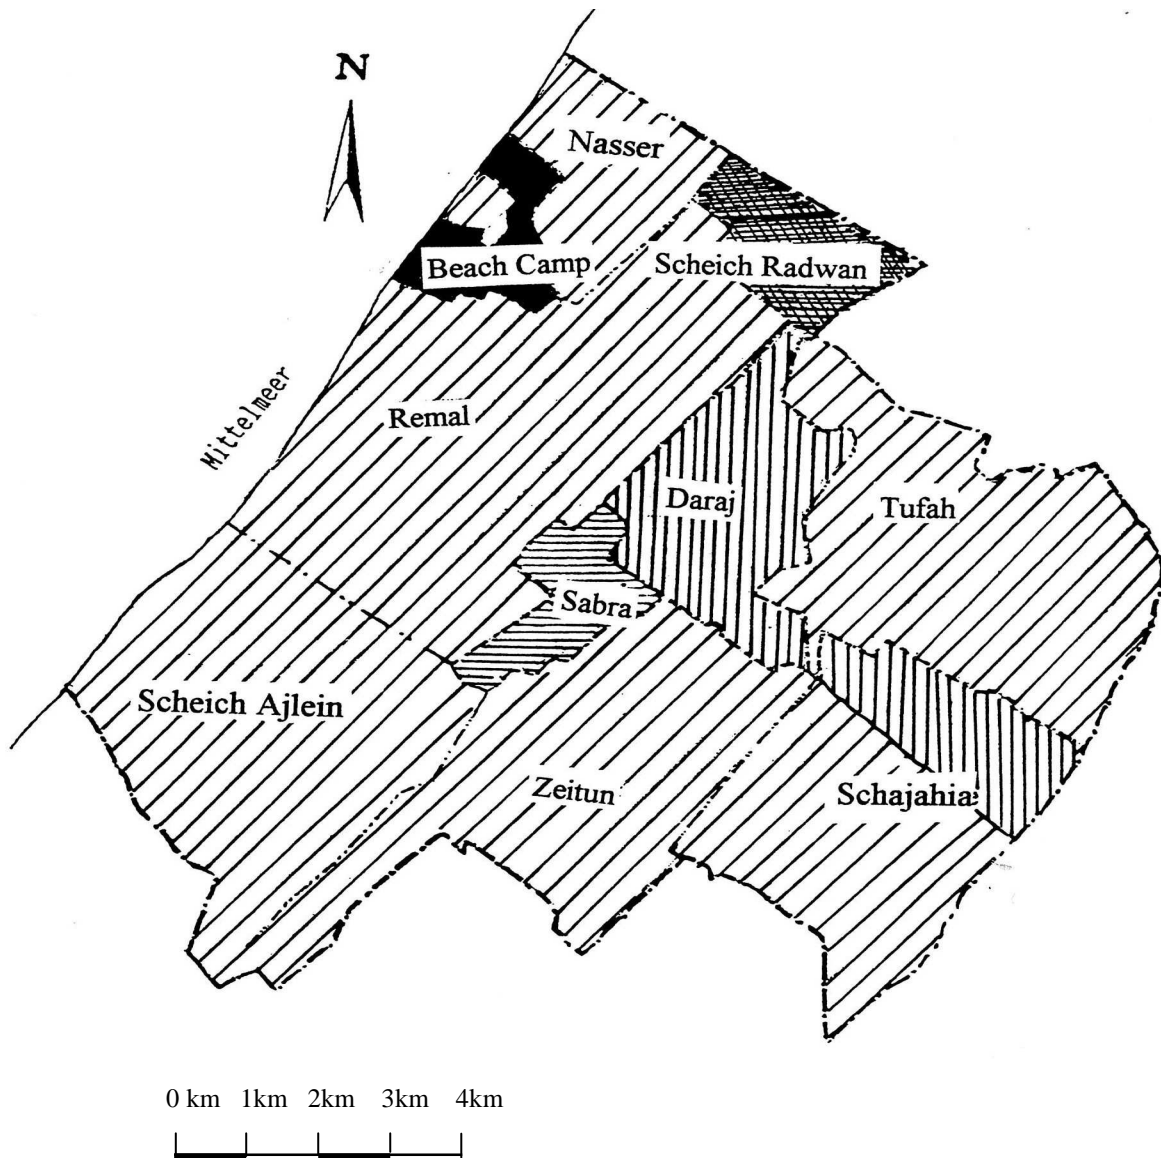 N
Nasser
Beach Camp
Scheich Radwan
Mittelmeer
Remal
Daraj
Tufah
Sabra
Scheich Ajlein
Zeitun
Schajahia
0 km 1km 2km 3km 4km